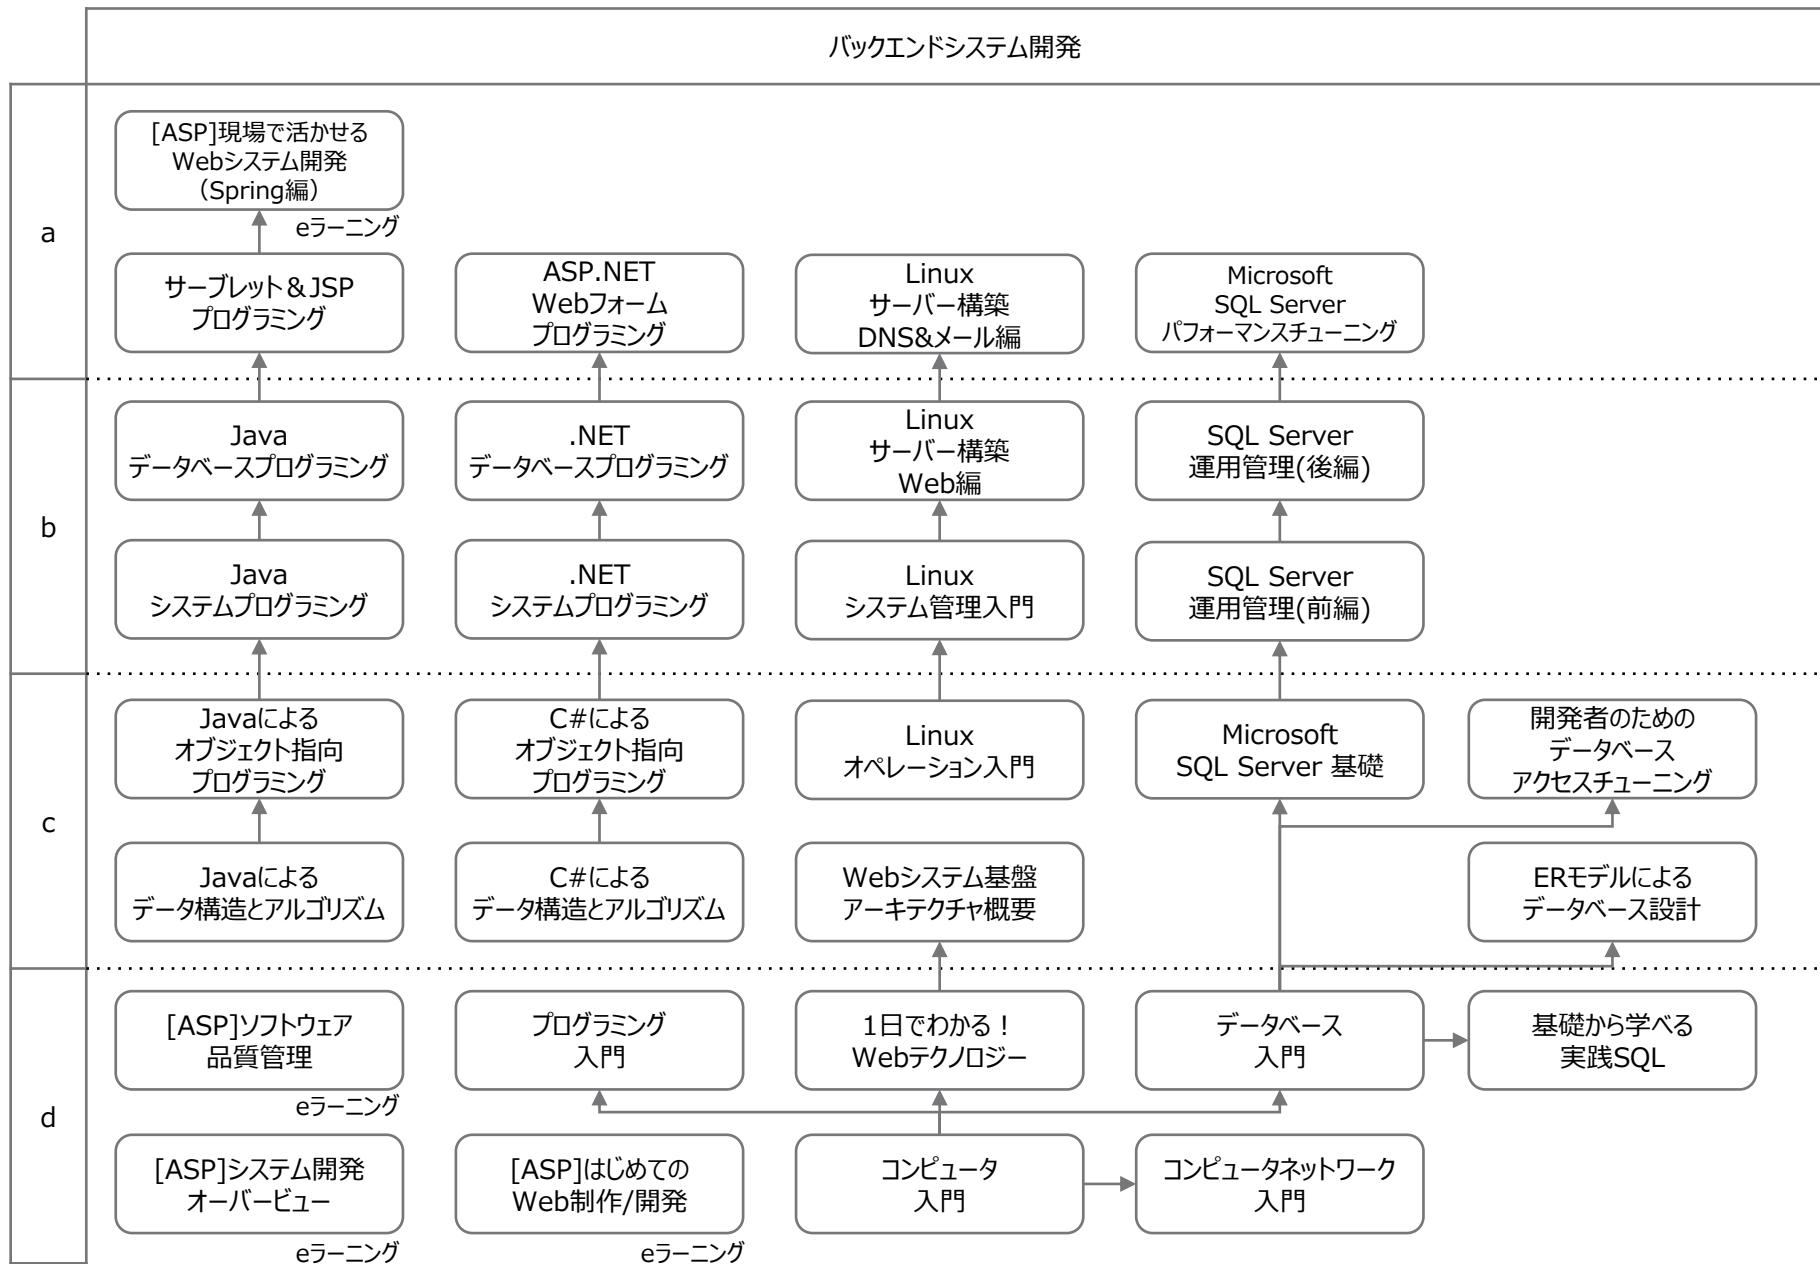 バックエンドシステム開発
a
[ASP]現場で活かせる
Webシステム開発
（Spring編）
eラーニング
サーブレット＆JSP
プログラミング
ASP.NET
Webフォーム
プログラミング
Linux
サーバー構築
DNS&メール編
Microsoft
SQL Server
パフォーマンスチューニング
b
Java
データベースプログラミング
.NET
データベースプログラミング
Linux
サーバー構築
Web編
SQL Server
運用管理(後編)
Java
システムプログラミング
.NET
システムプログラミング
Linux
システム管理入門
SQL Server
運用管理(前編)
c
Javaによる
オブジェクト指向
プログラミング
C#による
オブジェクト指向
プログラミング
Linux
オペレーション入門
Microsoft
SQL Server 基礎
開発者のための
データベース
アクセスチューニング
Javaによる
データ構造とアルゴリズム
C#による
データ構造とアルゴリズム
Webシステム基盤
アーキテクチャ概要
ERモデルによる
データベース設計
d
[ASP]ソフトウェア
品質管理
eラーニング
プログラミング
入門
1日でわかる！
Webテクノロジー
データベース
入門
基礎から学べる
実践SQL
[ASP]システム開発
オーバービュー
eラーニング
[ASP]はじめての
Web制作/開発
eラーニング
コンピュータ
入門
コンピュータネットワーク
入門